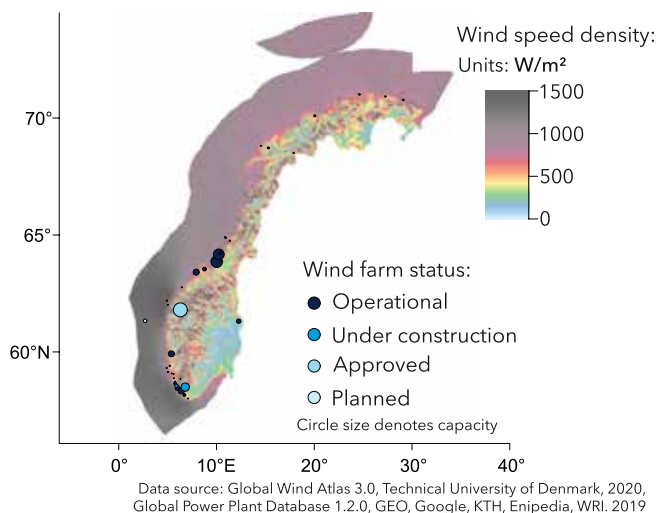 Wind speed density:
Units: W/m²
1500
1000
500
0
70°
65°
60°N
Wind farm status:
Operational
Under construction
Approved
Planned
Circle size denotes capacity
0°
10°E
20°
30°
40°
Data source: Global Wind Atlas 3.0, Technical University of Denmark, 2020,
Global Power Plant Database 1.2.0, GEO, Google, KTH, Enipedia, WRI. 2019